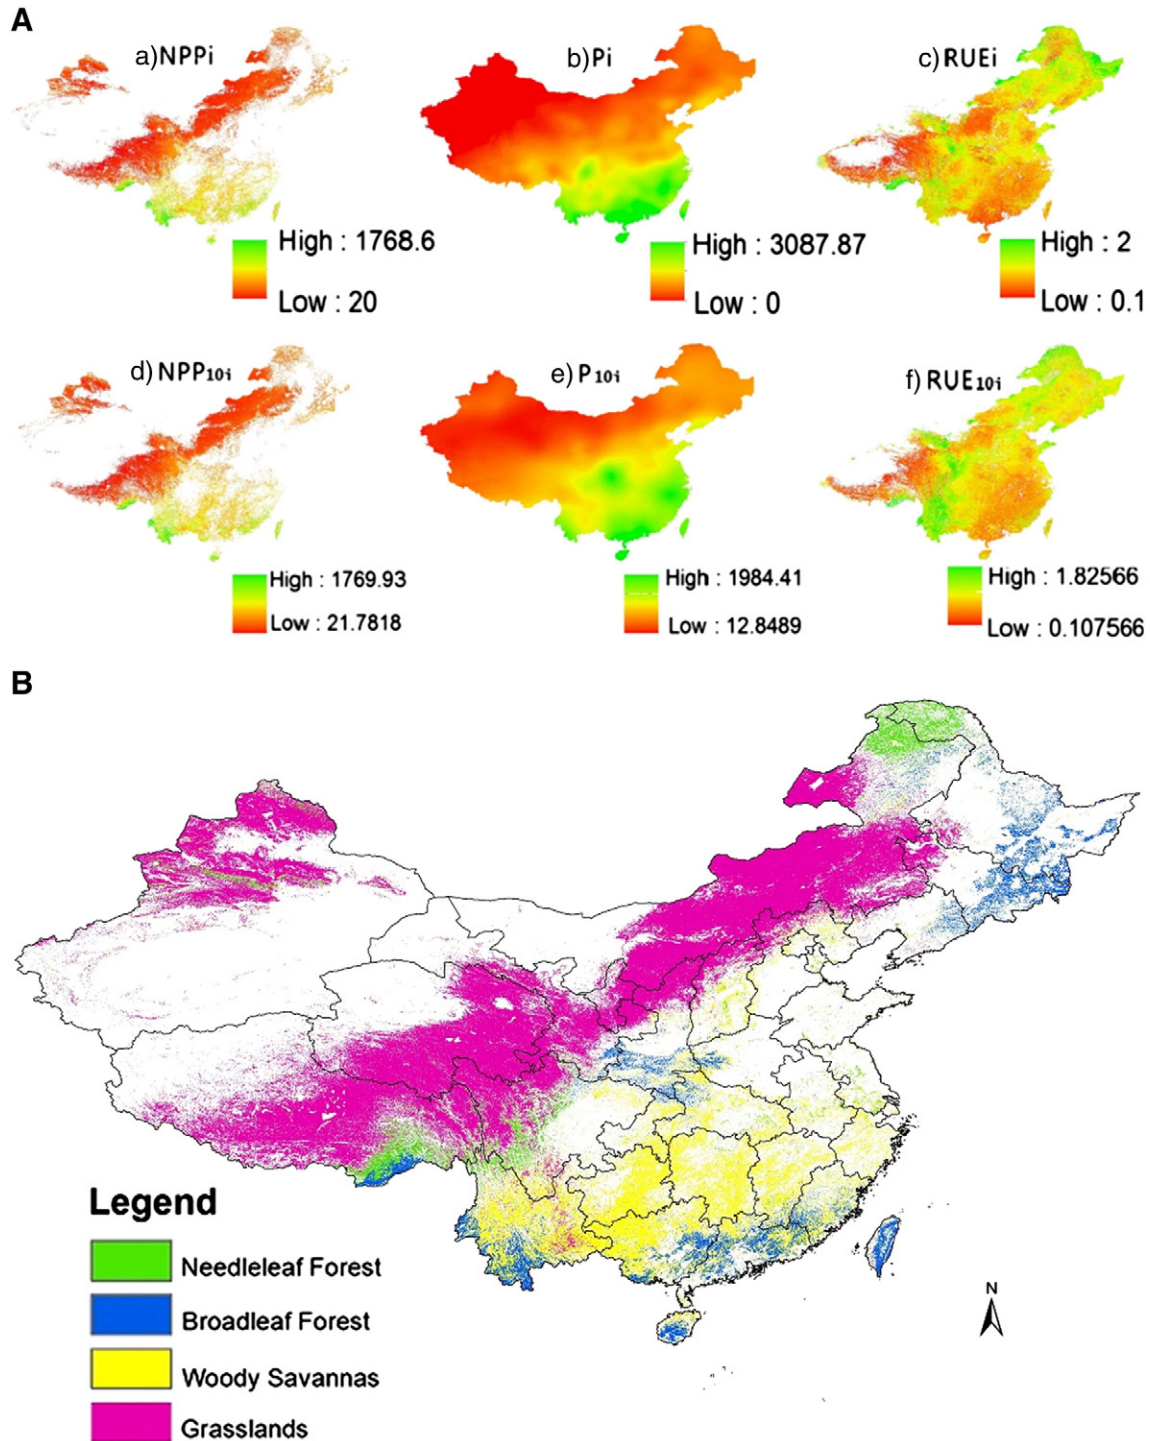 A
a)NPPi
b)Pi
c)RUEi
High : 1768.6
Low : 20
High : 3087.87
Low : 0
High : 2
Low : 0.1
d)NPP10i
e)P10i
f)RUE10i
High : 1769.93
Low : 21.7818
High : 1984.41
Low : 12.8489
High : 1.82566
Low : 0.107566
B
Legend
Needleleaf Forest
Broadleaf Forest
Woody Savannas
Grasslands
N